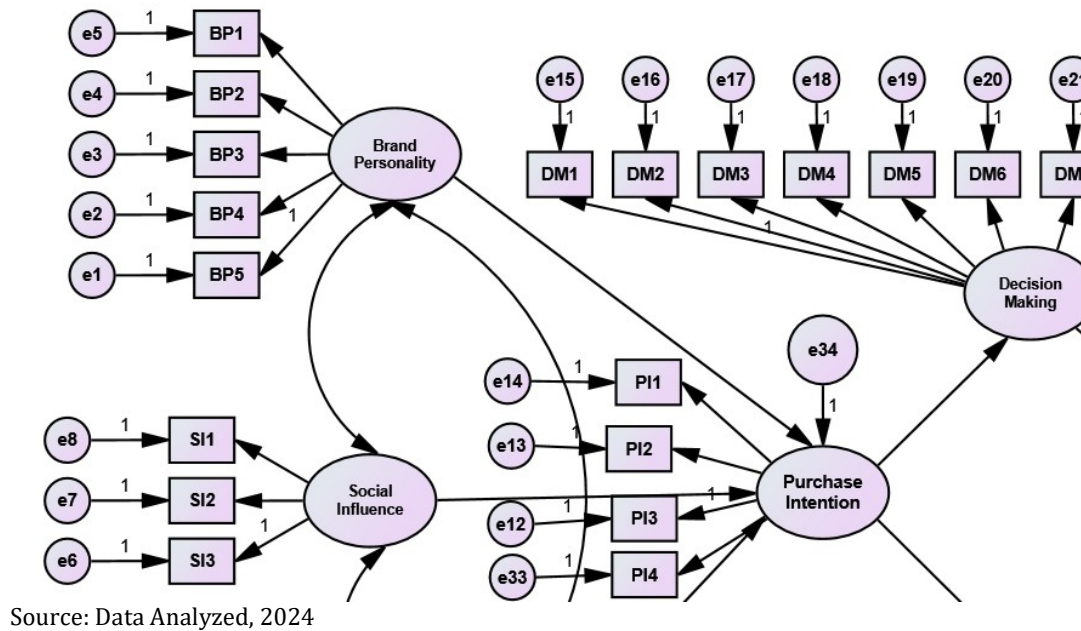 e5 1 BP1
e4 1 BP2
e3 1 BP3
e2 1 BP4
1
e1 1 BP5
Brand
Personality
e15 e16 e17 e18 e19 e20
1 1 1 1 1 1 1
DM1 DM2 DM3 DM4 DM5 DM6 DM
1
Decision
Making
e34
1
e14 1 PI1
e13 1 PI2
e12 1 PI3
1
e33 1 PI4
Purchase
Intention
e8 1 SI1
e7 1 SI2
1
e6 1 SI3
Social
Influence
Source: Data Analyzed, 2024